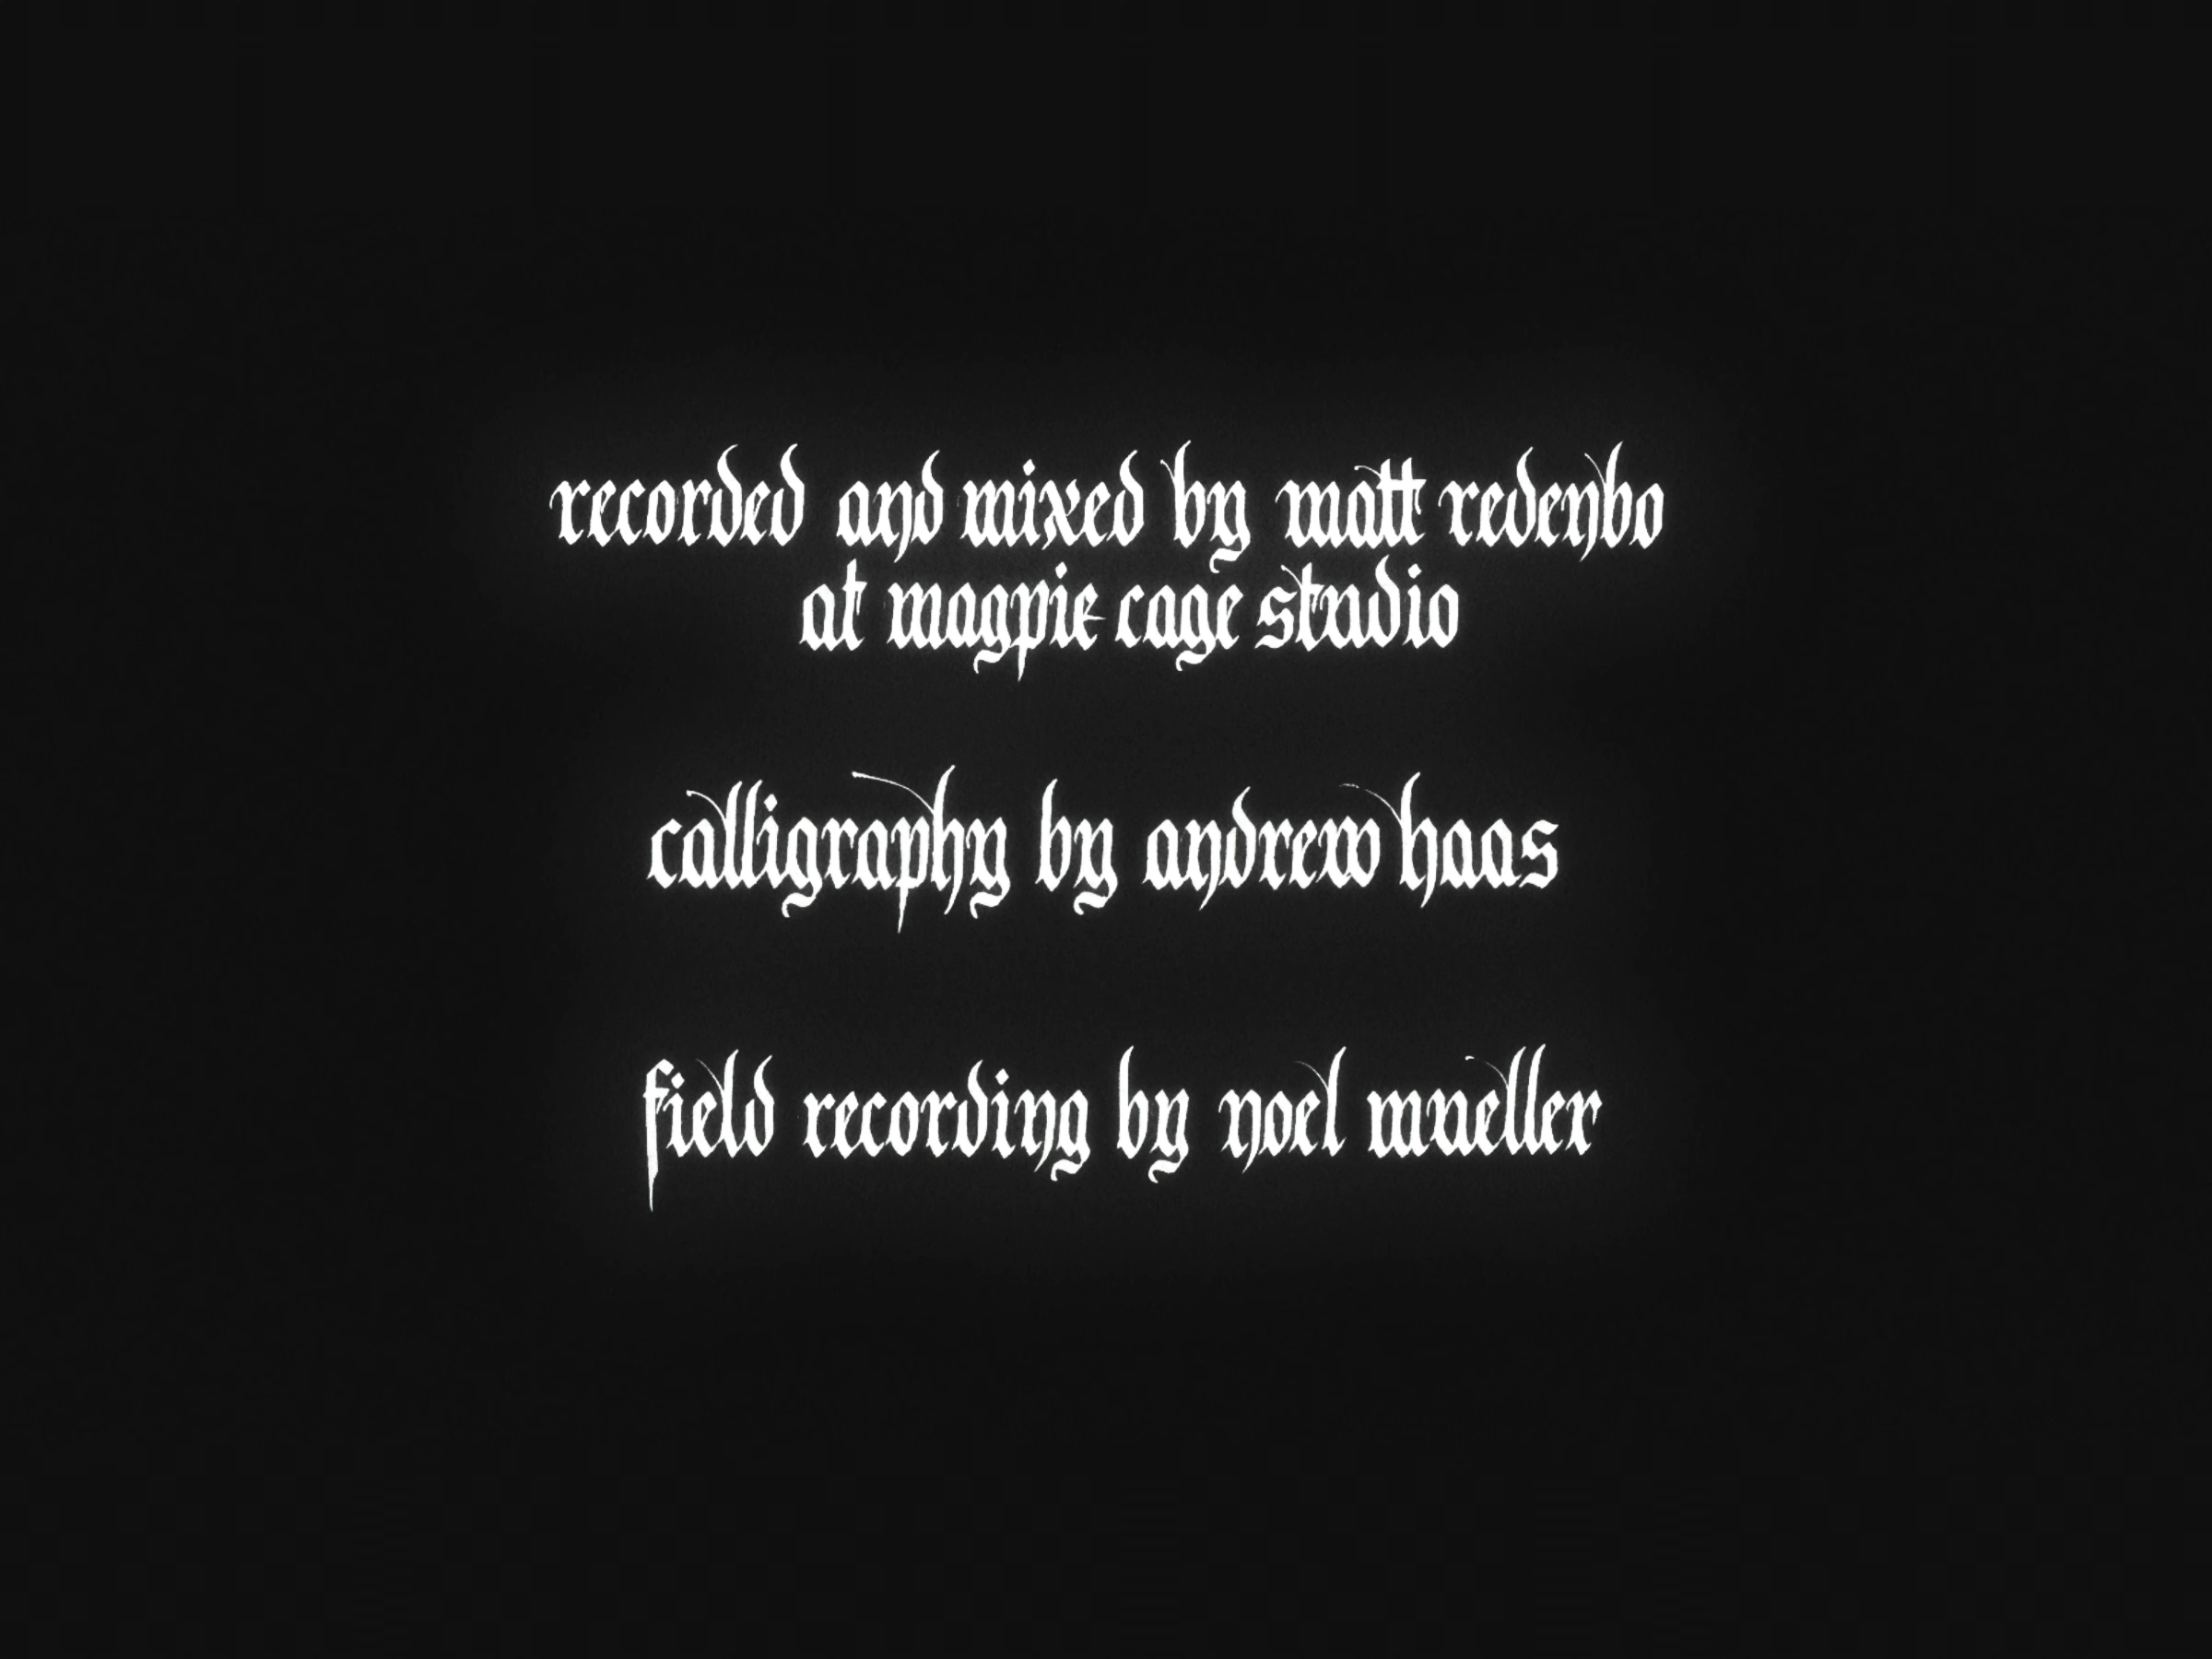 recorded and mixed by matt redenbo
at magpie cage studio
calligraphy by andrew haas
field recording by noel mueller